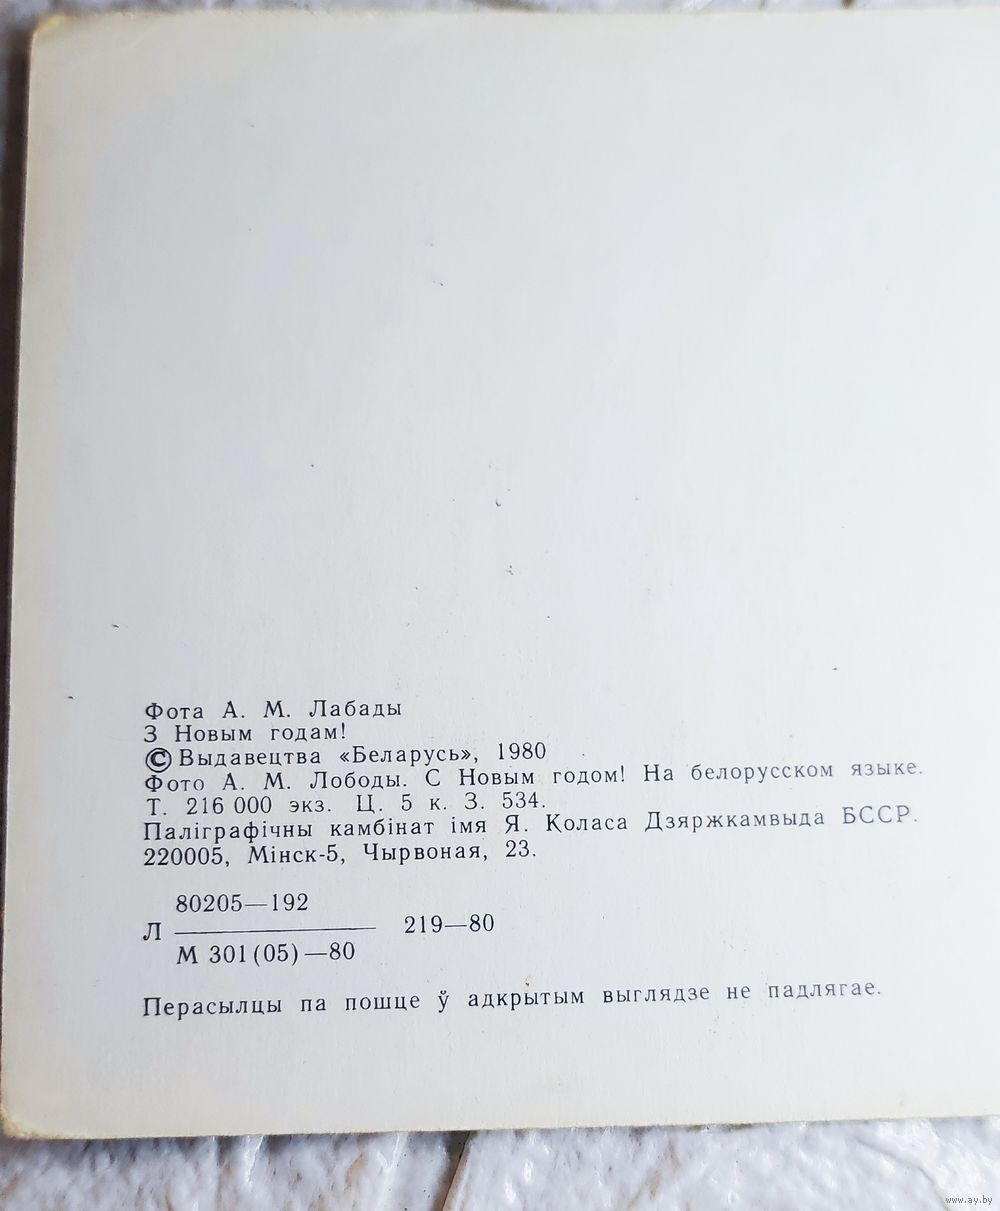 Фота А. М. Лабады
З Новым годам!
© Выдавецтва «Беларусь», 1980
Фото А. М. Лободы. С Новым годом! На белорусском языке.
Т. 216 000 экз. Ц. 5 к. З. 534.
Паліграфічны камбінат імя Я. Коласа Дзяржкамвыда БССР.
220005, Мінск-5, Чырвоная, 23.
80205—192
Л 219—80
М 301(05)—80
Перасылцы па пошце ў адкрытым выглядзе не падлягае.
www.ay.by